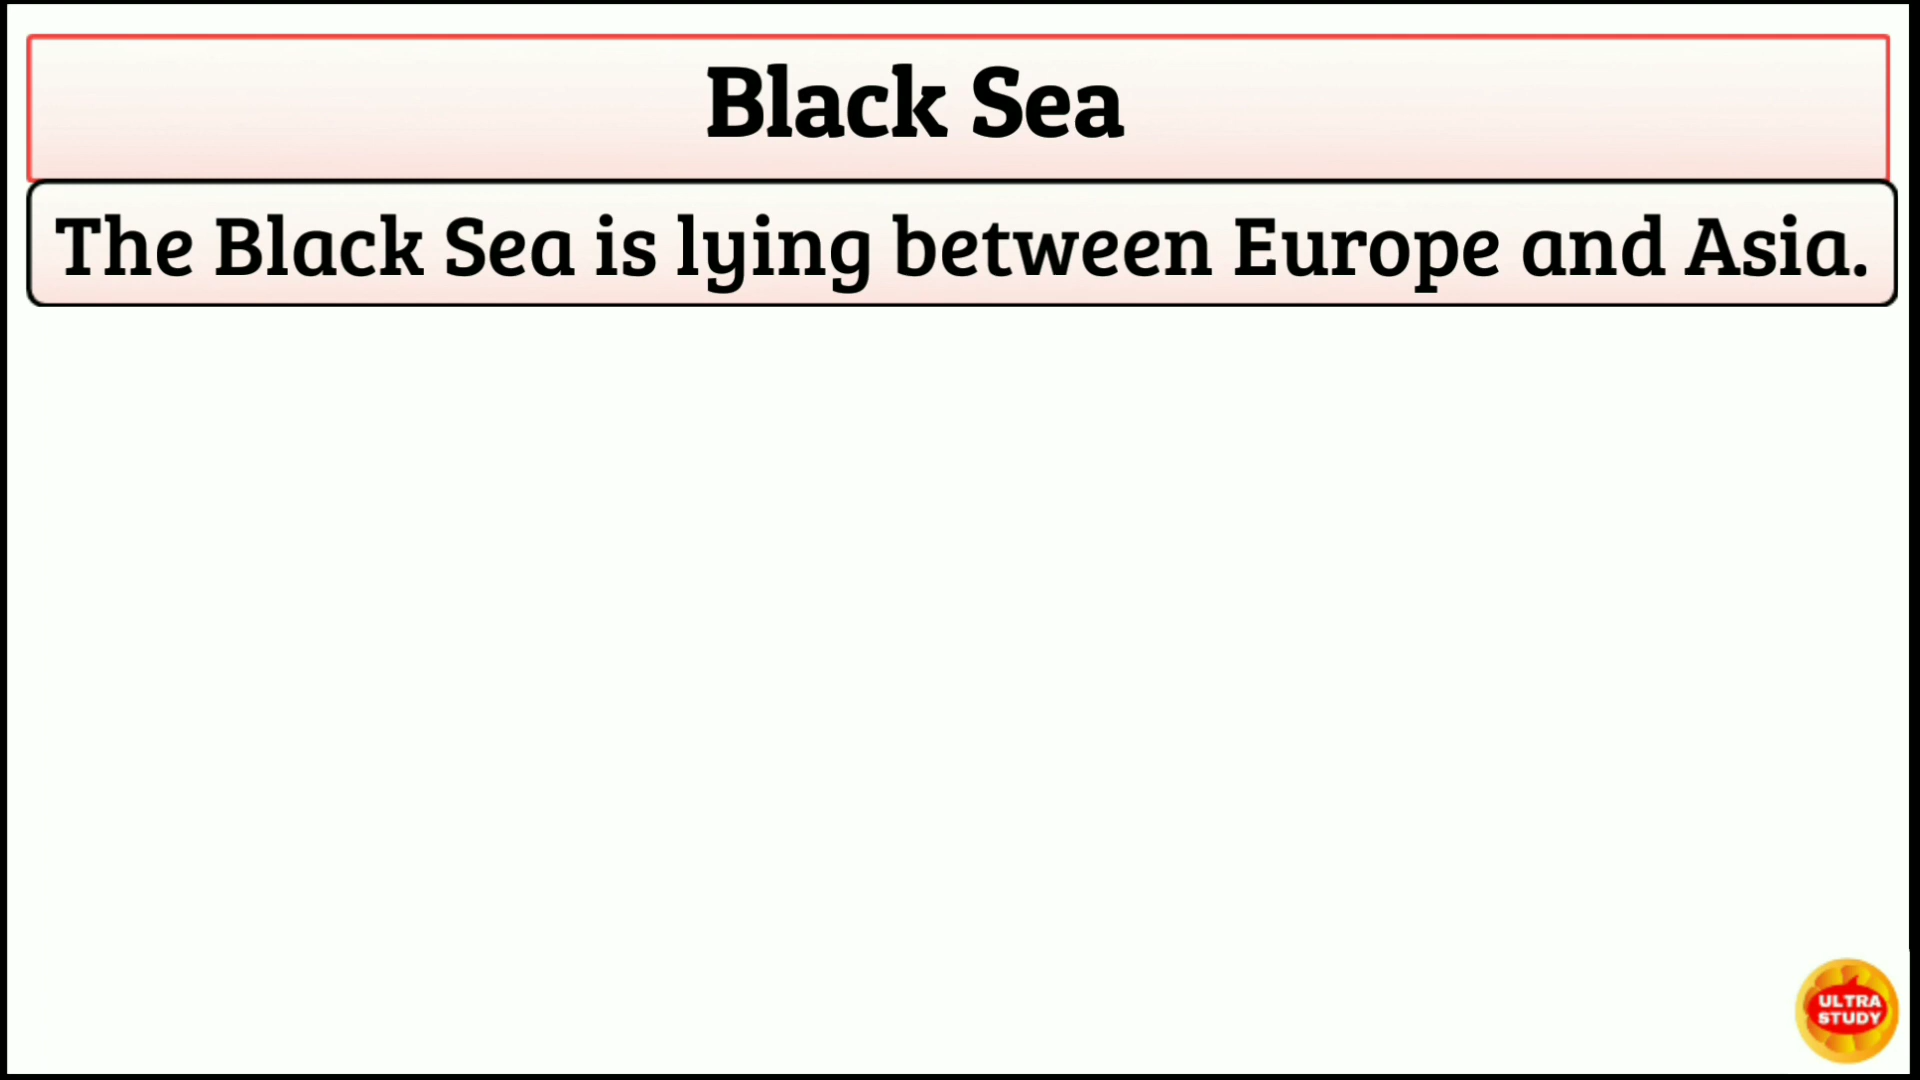 Black Sea
The Black Sea is lying between Europe and Asia.
ULTRA
STUDY